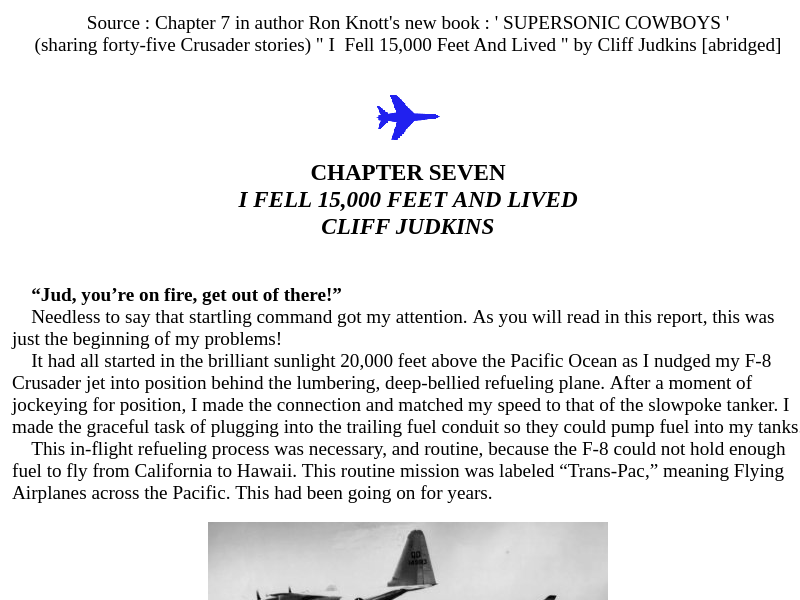 Source : Chapter 7 in author Ron Knott's new book : ' SUPERSONIC COWBOYS '
(sharing forty-five Crusader stories) " I  Fell 15,000 Feet And Lived " by Cliff Judkins [abridged]
CHAPTER SEVEN
I FELL 15,000 FEET AND LIVED
CLIFF JUDKINS
“Jud, you’re on fire, get out of there!”
Needless to say that startling command got my attention. As you will read in this report, this was
just the beginning of my problems!
It had all started in the brilliant sunlight 20,000 feet above the Pacific Ocean as I nudged my F-8
Crusader jet into position behind the lumbering, deep-bellied refueling plane. After a moment of
jockeying for position, I made the connection and matched my speed to that of the slowpoke tanker. I
made the graceful task of plugging into the trailing fuel conduit so they could pump fuel into my tanks.
This in-flight refueling process was necessary, and routine, because the F-8 could not hold enough
fuel to fly from California to Hawaii. This routine mission was labeled “Trans-Pac,” meaning Flying
Airplanes across the Pacific. This had been going on for years.